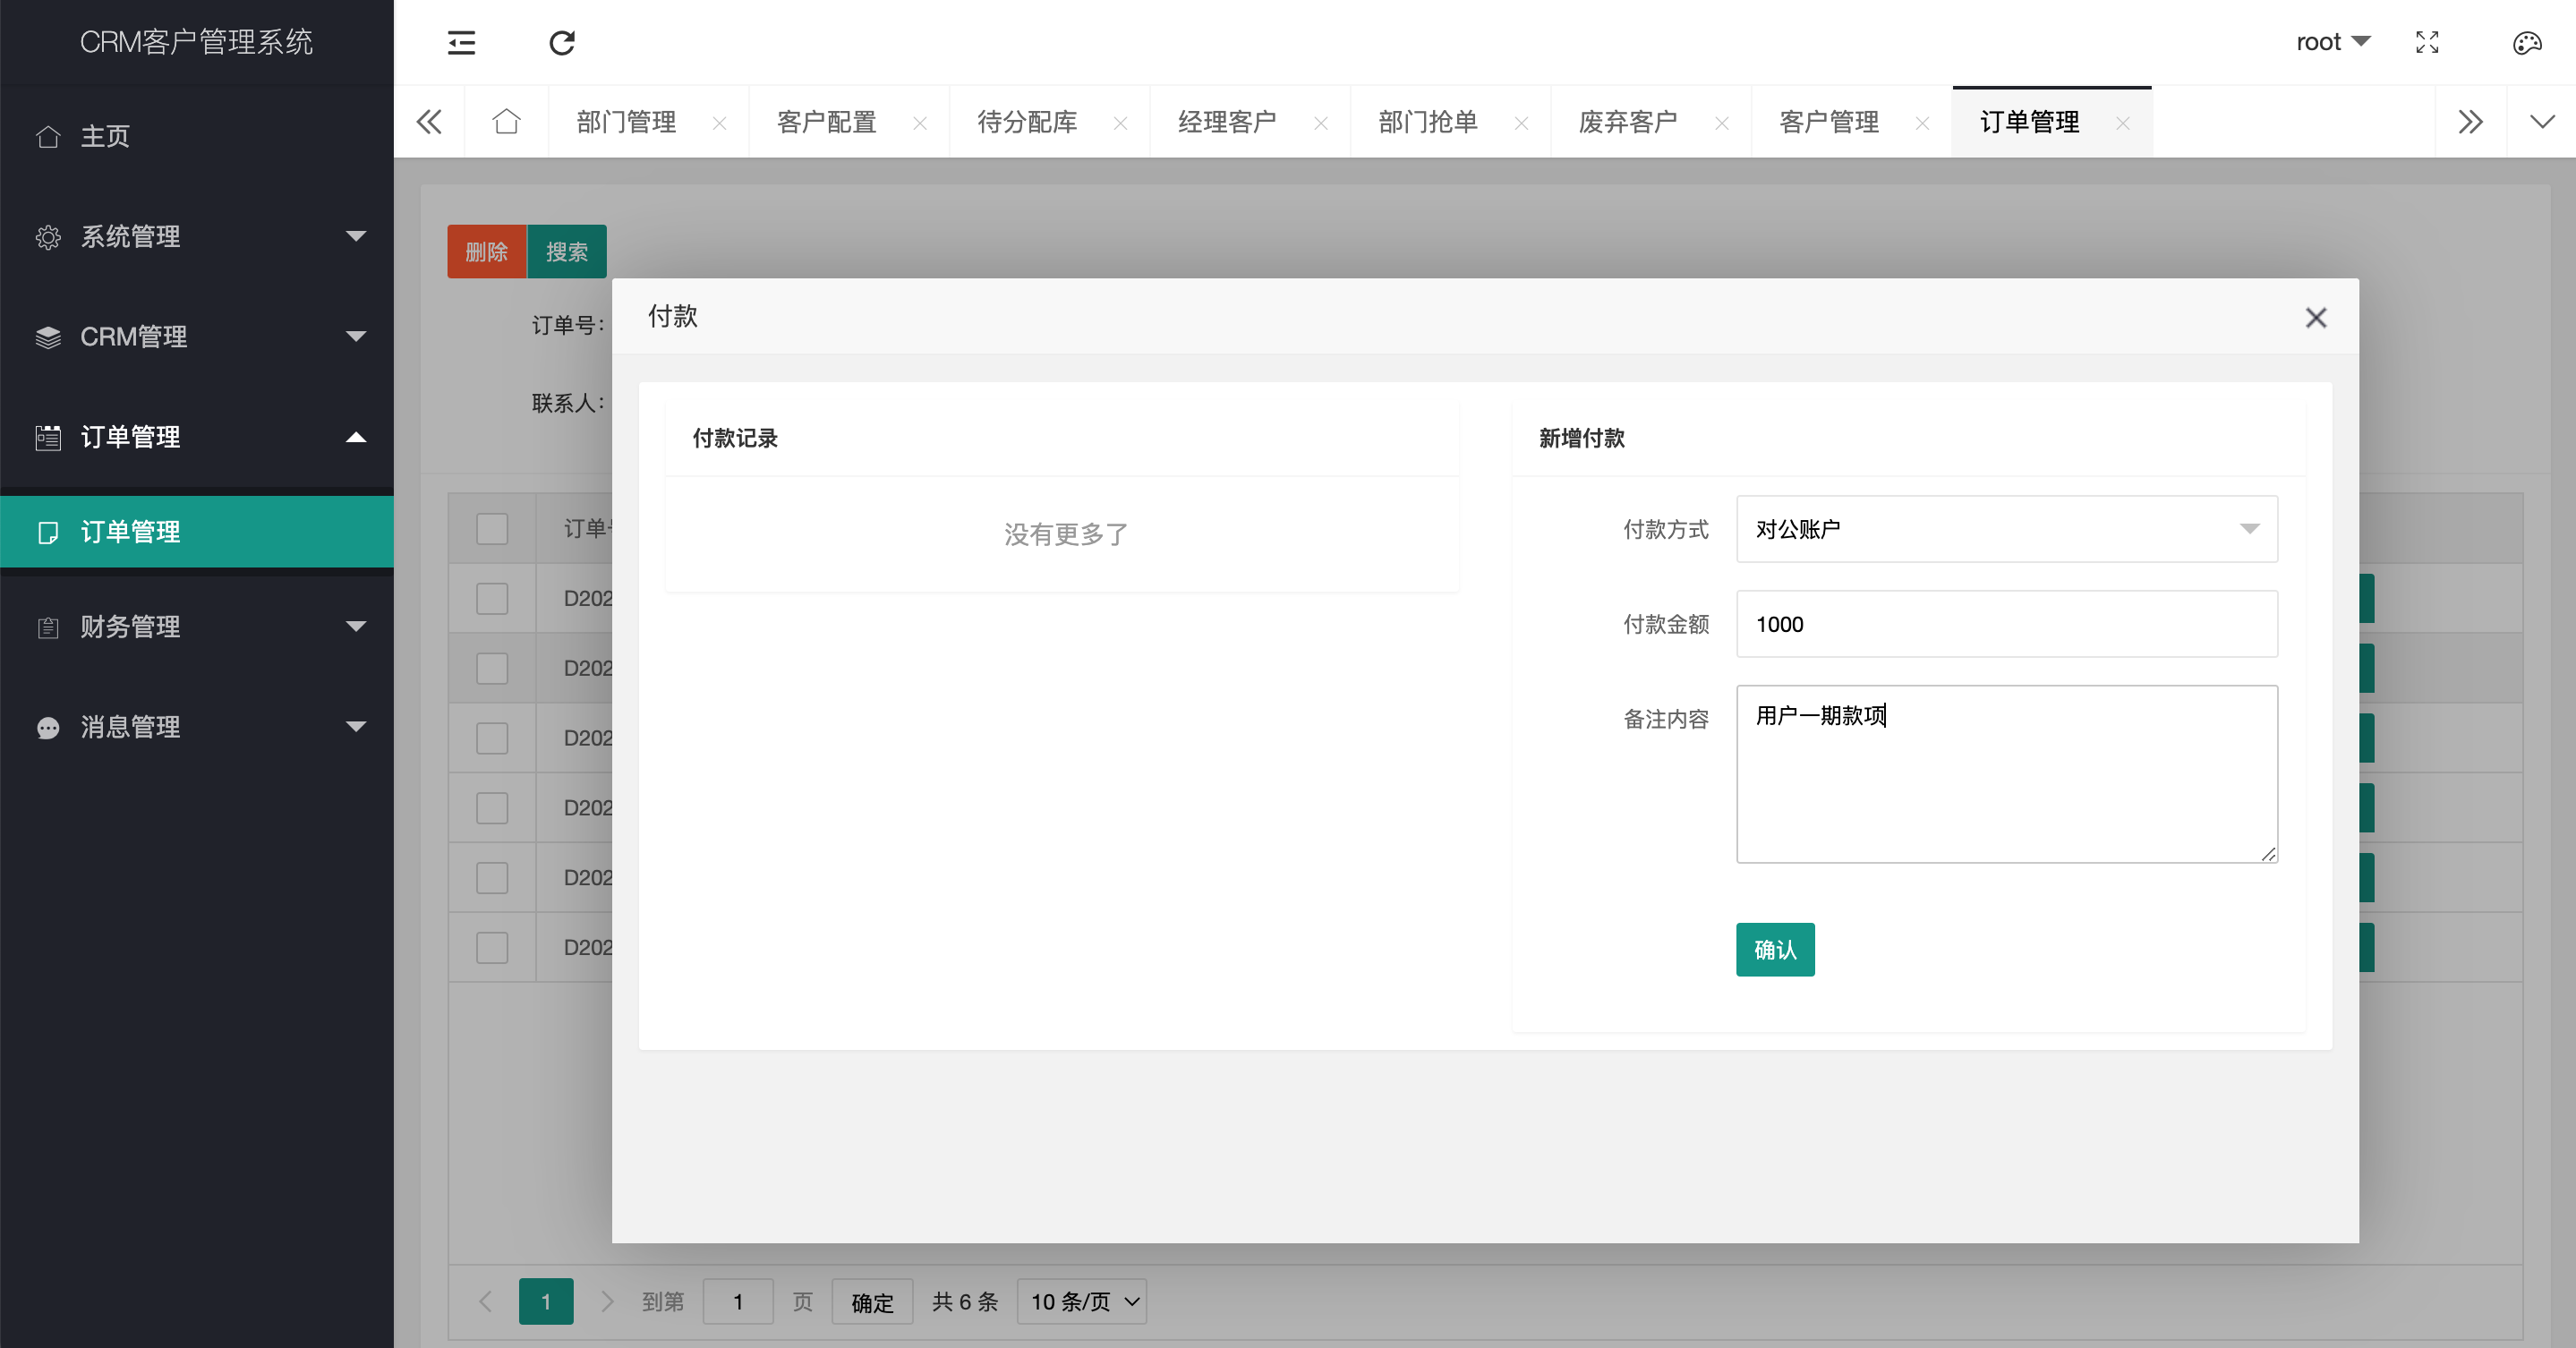 CRM客户管理系统
root
主页
系统管理
CRM管理
订单管理
订单管理
财务管理
消息管理
部门管理
客户配置
待分配库
经理客户
部门抢单
废弃客户
客户管理
订单管理
删除
搜索
订单号：
联系人：
订单
D202
D202
D202
D202
D202
D202
付款
付款记录
没有更多了
新增付款
付款方式
对公账户
付款金额
1000
备注内容
用户一期款项
确认
1
到第
1
页
确定
共 6 条
10 条/页